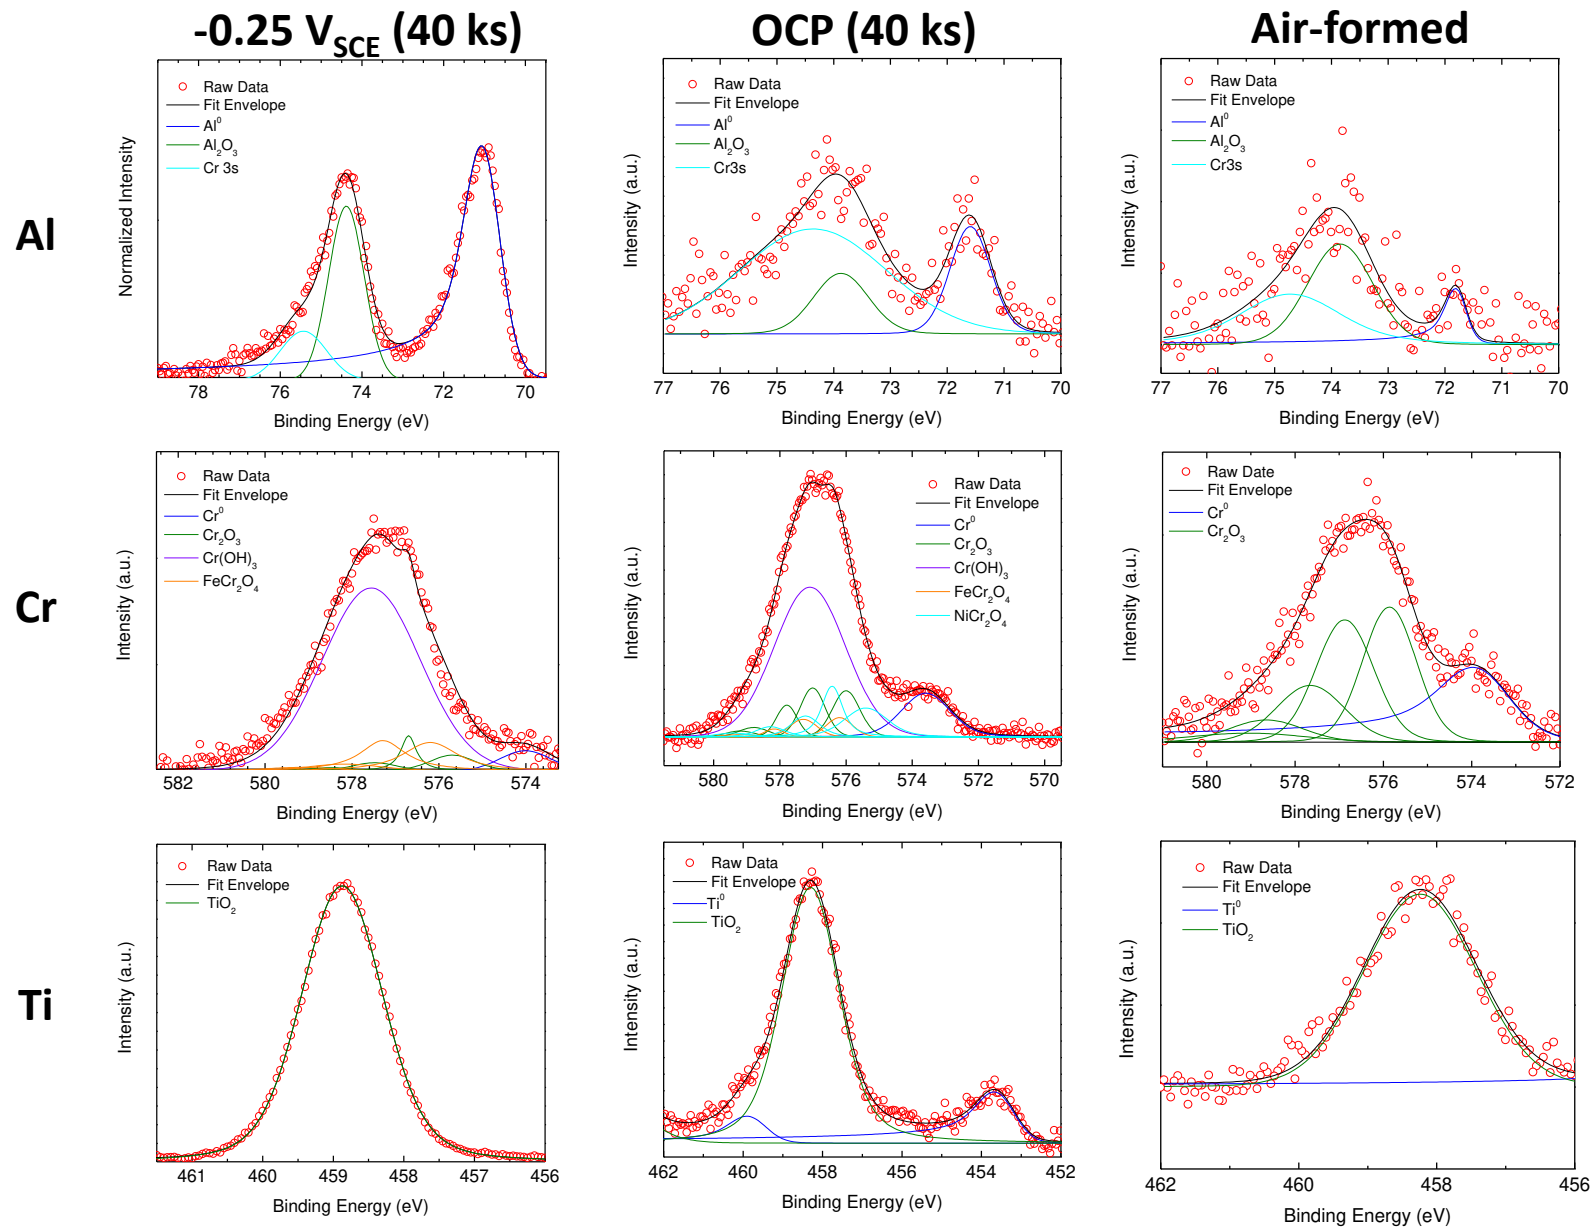 -0.25 V_SCE (40 ks)
OCP (40 ks)
Air-formed
Al
Raw Data
Fit Envelope
Al⁰
Al₂O₃
Cr 3s
Normalized Intensity
78 76 74 72 70
Binding Energy (eV)
Raw Data
Fit Envelope
Al⁰
Al₂O₃
Cr3s
Intensity (a.u.)
77 76 75 74 73 72 71 70
Binding Energy (eV)
Raw Data
Fit Envelope
Al⁰
Al₂O₃
Cr3s
Intensity (a.u.)
77 76 75 74 73 72 71 70
Binding Energy (eV)
Cr
Raw Data
Fit Envelope
Cr⁰
Cr₂O₃
Cr(OH)₃
FeCr₂O₄
Intensity (a.u.)
582 580 578 576 574
Binding Energy (eV)
Raw Data
Fit Envelope
Cr⁰
Cr₂O₃
Cr(OH)₃
FeCr₂O₄
NiCr₂O₄
Intensity (a.u.)
580 578 576 574 572 570
Binding Energy (eV)
Raw Date
Fit Envelope
Cr⁰
Cr₂O₃
Intensity (a.u.)
580 578 576 574 572
Binding Energy (eV)
Ti
Raw Data
Fit Envelope
TiO₂
Intensity (a.u.)
461 460 459 458 457 456
Binding Energy (eV)
Raw Data
Fit Envelope
Ti⁰
TiO₂
Intensity (a.u.)
462 460 458 456 454 452
Binding Energy (eV)
Raw Data
Fit Envelope
Ti⁰
TiO₂
Intensity (a.u.)
462 460 458 456
Binding Energy (eV)